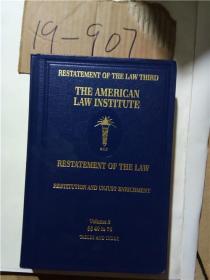 19-907
RESTATEMENT OF THE LAW THIRD
THE AMERICAN
LAW INSTITUTE
RESTATEMENT OF THE LAW
RESTITUTION AND UNJUST ENRICHMENT
Volume 2
TABLES AND INDEX